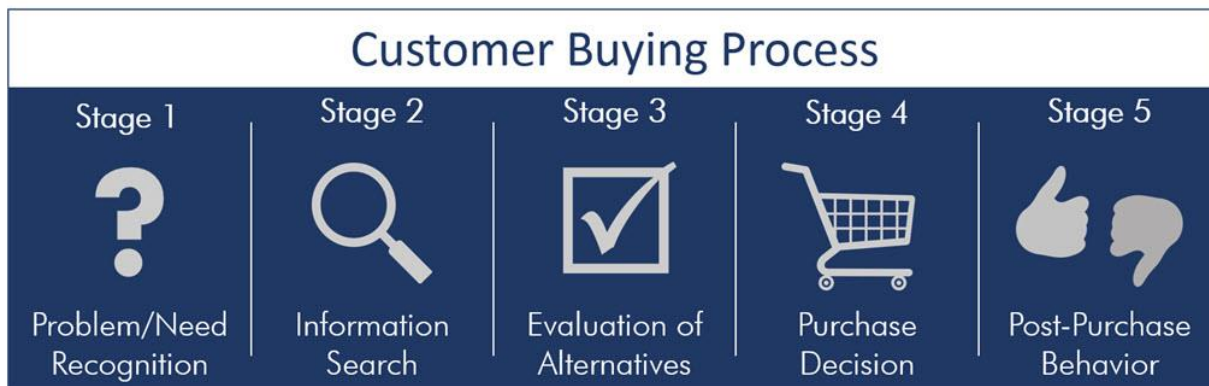 Customer Buying Process
Stage 1
Problem/Need
Recognition
Stage 2
Information
Search
Stage 3
Evaluation of
Alternatives
Stage 4
Purchase
Decision
Stage 5
Post-Purchase
Behavior